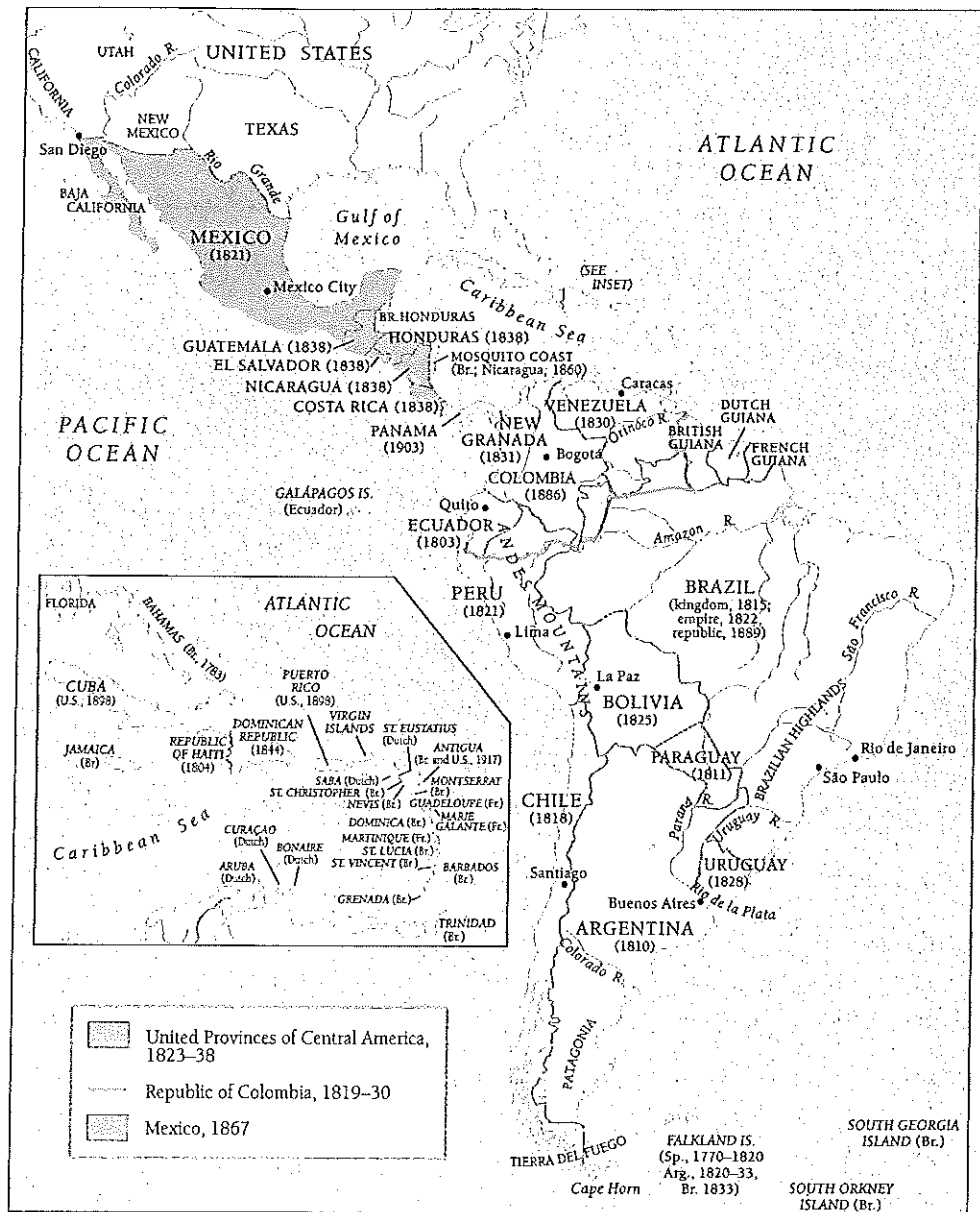 UTAH
Colorado R.
UNITED STATES
CALIFORNIA
NEW
MEXICO
TEXAS
San Diego
Rio Grande
BAJA
CALIFORNIA
ATLANTIC
OCEAN
Gulf of
Mexico
MEXICO
(1821)
Mexico City
(SEE
INSET)
Caribbean Sea
BR. HONDURAS
HONDURAS (1838)
GUATEMALA (1838)
EL SALVADOR (1838)
MOSQUITO COAST
(Br.; Nicaragua, 1860)
NICARAGUA (1838)
COSTA RICA (1838)
PANAMA
(1903)
PACIFIC
OCEAN
Caracas
VENEZUELA
(1830)
Orinoco R.
NEW
GRANADA
(1831)
Bogotá
COLOMBIA
(1886)
BRITISH
GUIANA
DUTCH
GUIANA
FRENCH
GUIANA
GALÁPAGOS IS.
(Ecuador)
Quito
ECUADOR
(1803)
Amazon R.
ANDES MOUNTAINS
PERU
(1821)
Lima
BRAZIL
(kingdom, 1815;
empire, 1822,
republic, 1889)
São Francisco R.
La Paz
BOLIVIA
(1825)
BRAZILIAN HIGHLANDS
PARAGUAY
(1811)
Rio de Janeiro
São Paulo
CHILE
(1818)
Paraná R.
Uruguay R.
URUGUAY
(1828)
Santiago
Buenos Aires
Rio de la Plata
ARGENTINA
(1810)
Colorado R.
PATAGONIA
TIERRA DEL FUEGO
Cape Horn
FALKLAND IS.
(Sp., 1770–1820
Arg., 1820–33,
Br. 1833)
SOUTH GEORGIA
ISLAND (Br.)
SOUTH ORKNEY
ISLAND (Br.)
FLORIDA
BAHAMAS (Br., 1783)
ATLANTIC
OCEAN
CUBA
(U.S., 1898)
PUERTO
RICO
(U.S., 1898)
VIRGIN
ISLANDS
ST. EUSTATIUS
(Dutch)
JAMAICA
(Br.)
REPUBLIC
OF HAITI
(1804)
DOMINICAN
REPUBLIC
(1844)
ANTIGUA
(Br. and U.S., 1917)
SABA (Dutch)
ST. CHRISTOPHER (Br.)
NEVIS (Br.)
MONTSERRAT
(Br.)
GUADELOUPE (Fr.)
MARIE
GALANTE (Fr.)
DOMINICA (Br.)
MARTINIQUE (Fr.)
ST. LUCIA (Br.)
ST. VINCENT (Br.)
BARBADOS
(Br.)
GRENADA (Br.)
TRINIDAD
(Br.)
Caribbean Sea
CURAÇAO
(Dutch)
BONAIRE
(Dutch)
ARUBA
(Dutch)
United Provinces of Central America,
1823–38
Republic of Colombia, 1819–30
Mexico, 1867